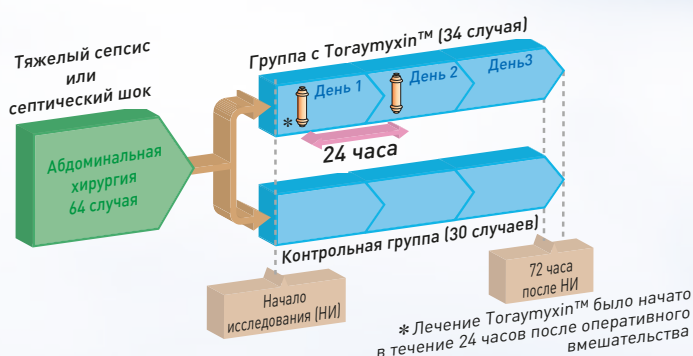 Тяжелый сепсис
или
септический шок
Абдоминальная
хирургия
64 случая
Группа с Toraymyxin™ (34 случая)
День 1
День 2
День3
*
24 часа
Контрольная группа (30 случаев)
Начало
исследования (НИ)
72 часа
после НИ
* Лечение Toraymyxin™ было начато
в течение 24 часов после оперативного
вмешательства